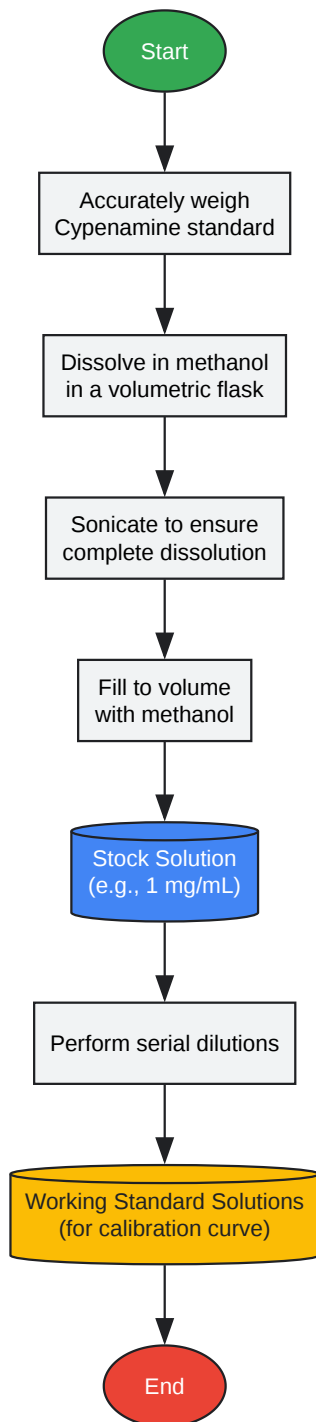 Start
Accurately weigh
Cypenamine standard
Dissolve in methanol
in a volumetric flask
Sonicate to ensure
complete dissolution
Fill to volume
with methanol
Stock Solution
(e.g., 1 mg/mL)
Perform serial dilutions
Working Standard Solutions
(for calibration curve)
End